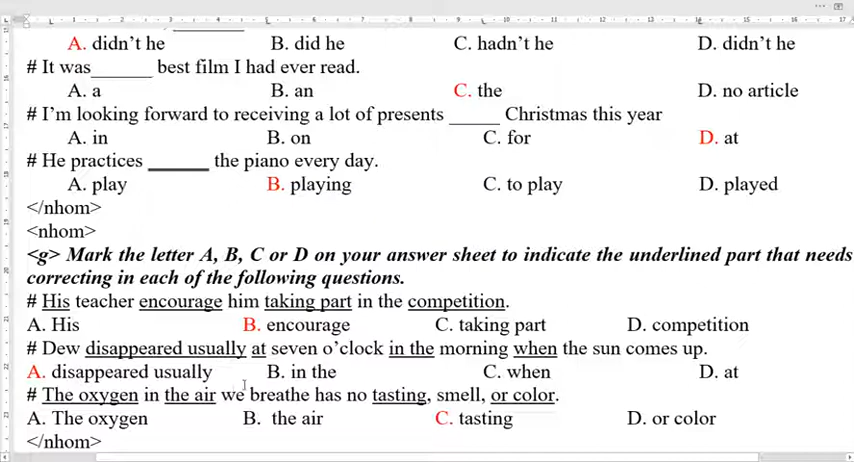 A. didn't he B. did he C. hadn't he D. didn't he
# It was______ best film I had ever read.
A. a B. an C. the D. no article
# I'm looking forward to receiving a lot of presents _____ Christmas this year
A. in B. on C. for D. at
# He practices ______ the piano every day.
A. play B. playing C. to play D. played
</nhom>
<nhom>
<g> Mark the letter A, B, C or D on your answer sheet to indicate the underlined part that needs
correcting in each of the following questions.
# His teacher encourage him taking part in the competition.
A. His B. encourage C. taking part D. competition
# Dew disappeared usually at seven o'clock in the morning when the sun comes up.
A. disappeared usually B. in the C. when D. at
# The oxygen in the air we breathe has no tasting, smell, or color.
A. The oxygen B. the air C. tasting D. or color
</nhom>